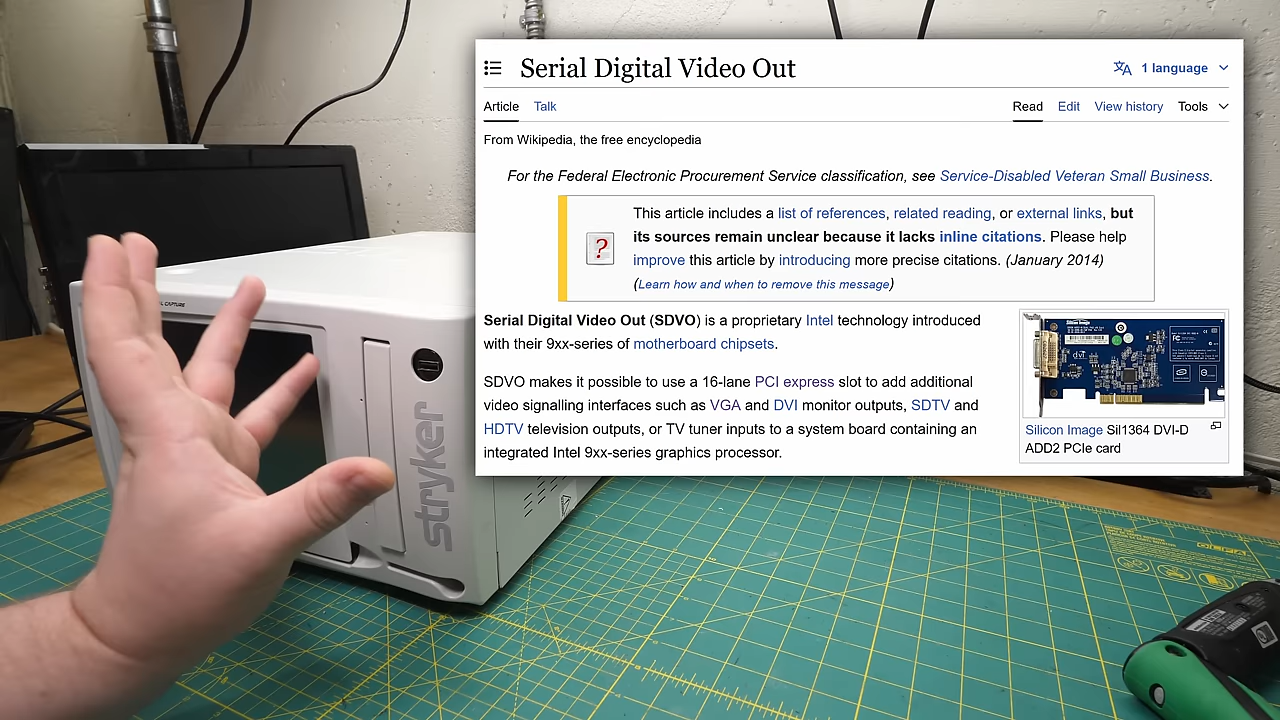 Serial Digital Video Out
1 language
Article Talk
Read Edit View history Tools
From Wikipedia, the free encyclopedia
For the Federal Electronic Procurement Service classification, see Service-Disabled Veteran Small Business.
This article includes a list of references, related reading, or external links, but
its sources remain unclear because it lacks inline citations. Please help
improve this article by introducing more precise citations. (January 2014)
(Learn how and when to remove this message)
Serial Digital Video Out (SDVO) is a proprietary Intel technology introduced
with their 9xx-series of motherboard chipsets.
SDVO makes it possible to use a 16-lane PCI express slot to add additional
video signalling interfaces such as VGA and DVI monitor outputs, SDTV and
HDTV television outputs, or TV tuner inputs to a system board containing an
integrated Intel 9xx-series graphics processor.
?
Silicon Image SiI1364 DVI-D
ADD2 PCIe card
CAPTURE
stryker